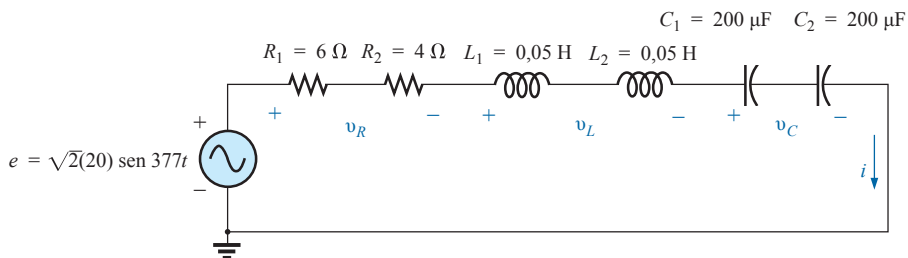 C₁ = 200 µF C₂ = 200 µF
R₁ = 6 Ω R₂ = 4 Ω L₁ = 0,05 H L₂ = 0,05 H
+ − + − + −
υ_R υ_L υ_C
+
e = √2(20) sen 377t
−
i